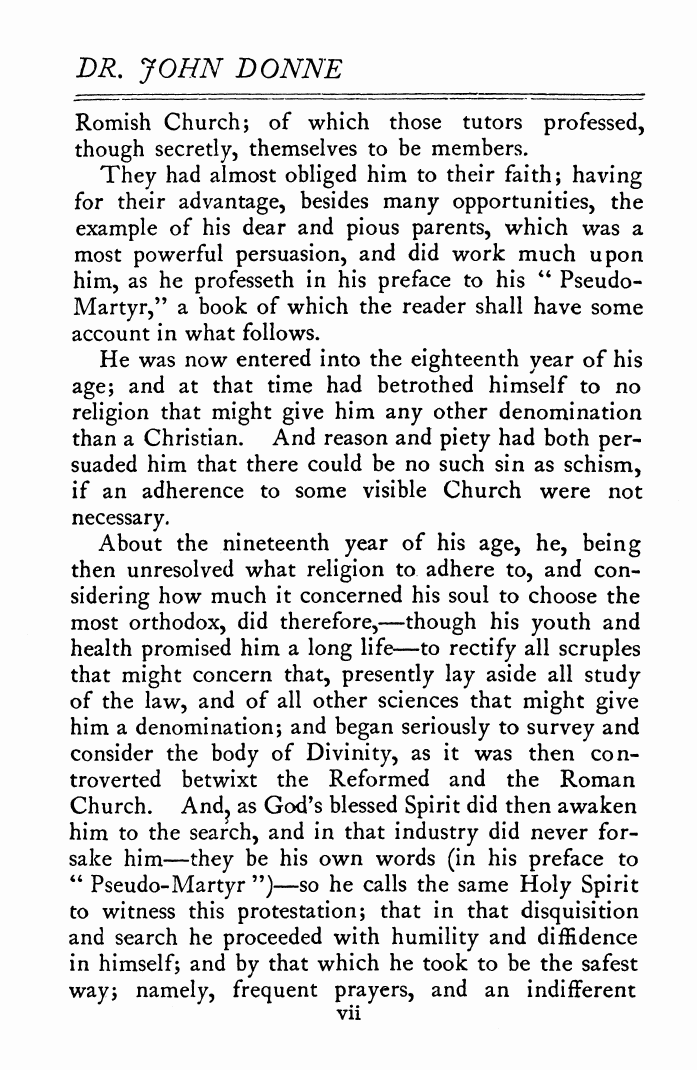 DR. JOHN DONNE
Romish Church; of which those tutors professed,
though secretly, themselves to be members.
They had almost obliged him to their faith; having
for their advantage, besides many opportunities, the
example of his dear and pious parents, which was a
most powerful persuasion, and did work much upon
him, as he professeth in his preface to his “ Pseudo-
Martyr,” a book of which the reader shall have some
account in what follows.
He was now entered into the eighteenth year of his
age; and at that time had betrothed himself to no
religion that might give him any other denomination
than a Christian. And reason and piety had both per-
suaded him that there could be no such sin as schism,
if an adherence to some visible Church were not
necessary.
About the nineteenth year of his age, he, being
then unresolved what religion to adhere to, and con-
sidering how much it concerned his soul to choose the
most orthodox, did therefore,—though his youth and
health promised him a long life—to rectify all scruples
that might concern that, presently lay aside all study
of the law, and of all other sciences that might give
him a denomination; and began seriously to survey and
consider the body of Divinity, as it was then con-
troverted betwixt the Reformed and the Roman
Church. And, as God’s blessed Spirit did then awaken
him to the search, and in that industry did never for-
sake him—they be his own words (in his preface to
“ Pseudo-Martyr ”)—so he calls the same Holy Spirit
to witness this protestation; that in that disquisition
and search he proceeded with humility and diffidence
in himself; and by that which he took to be the safest
way; namely, frequent prayers, and an indifferent
vii